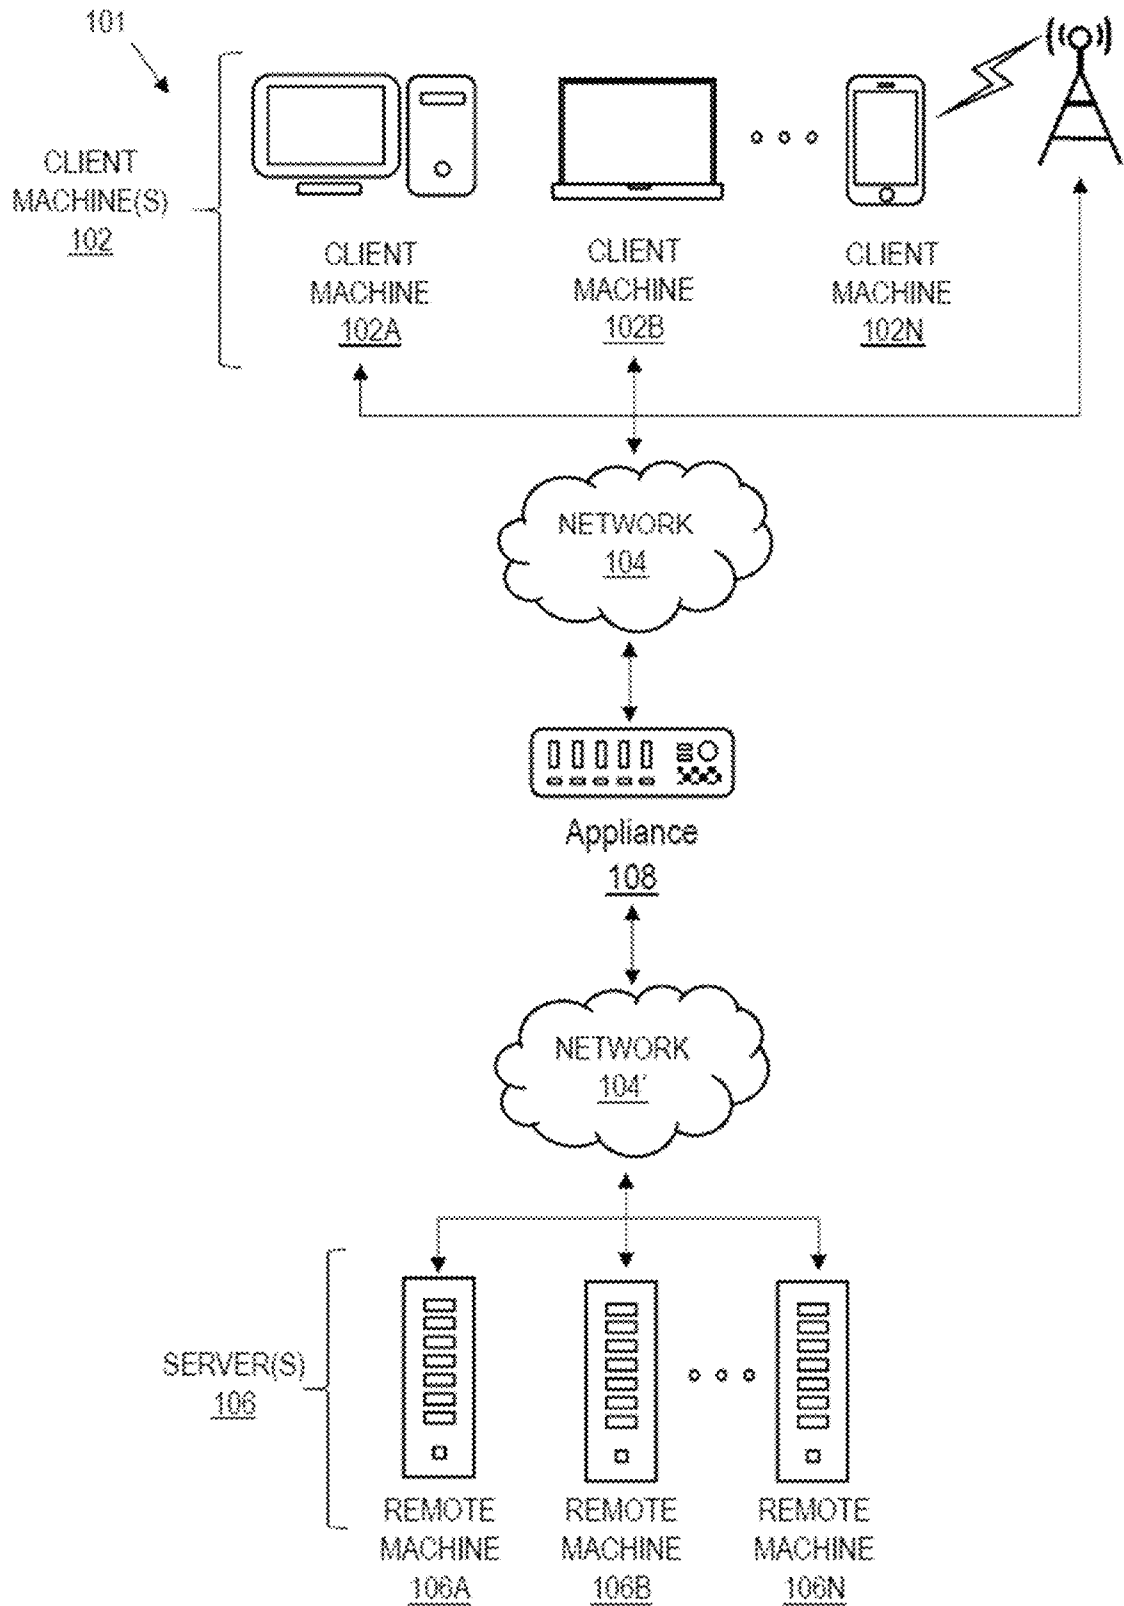 101
CLIENT
MACHINE(S)
102
CLIENT
MACHINE
102A
CLIENT
MACHINE
102B
CLIENT
MACHINE
102N
NETWORK
104
Appliance
108
NETWORK
104'
SERVER(S)
106
REMOTE
MACHINE
106A
REMOTE
MACHINE
106B
REMOTE
MACHINE
106N